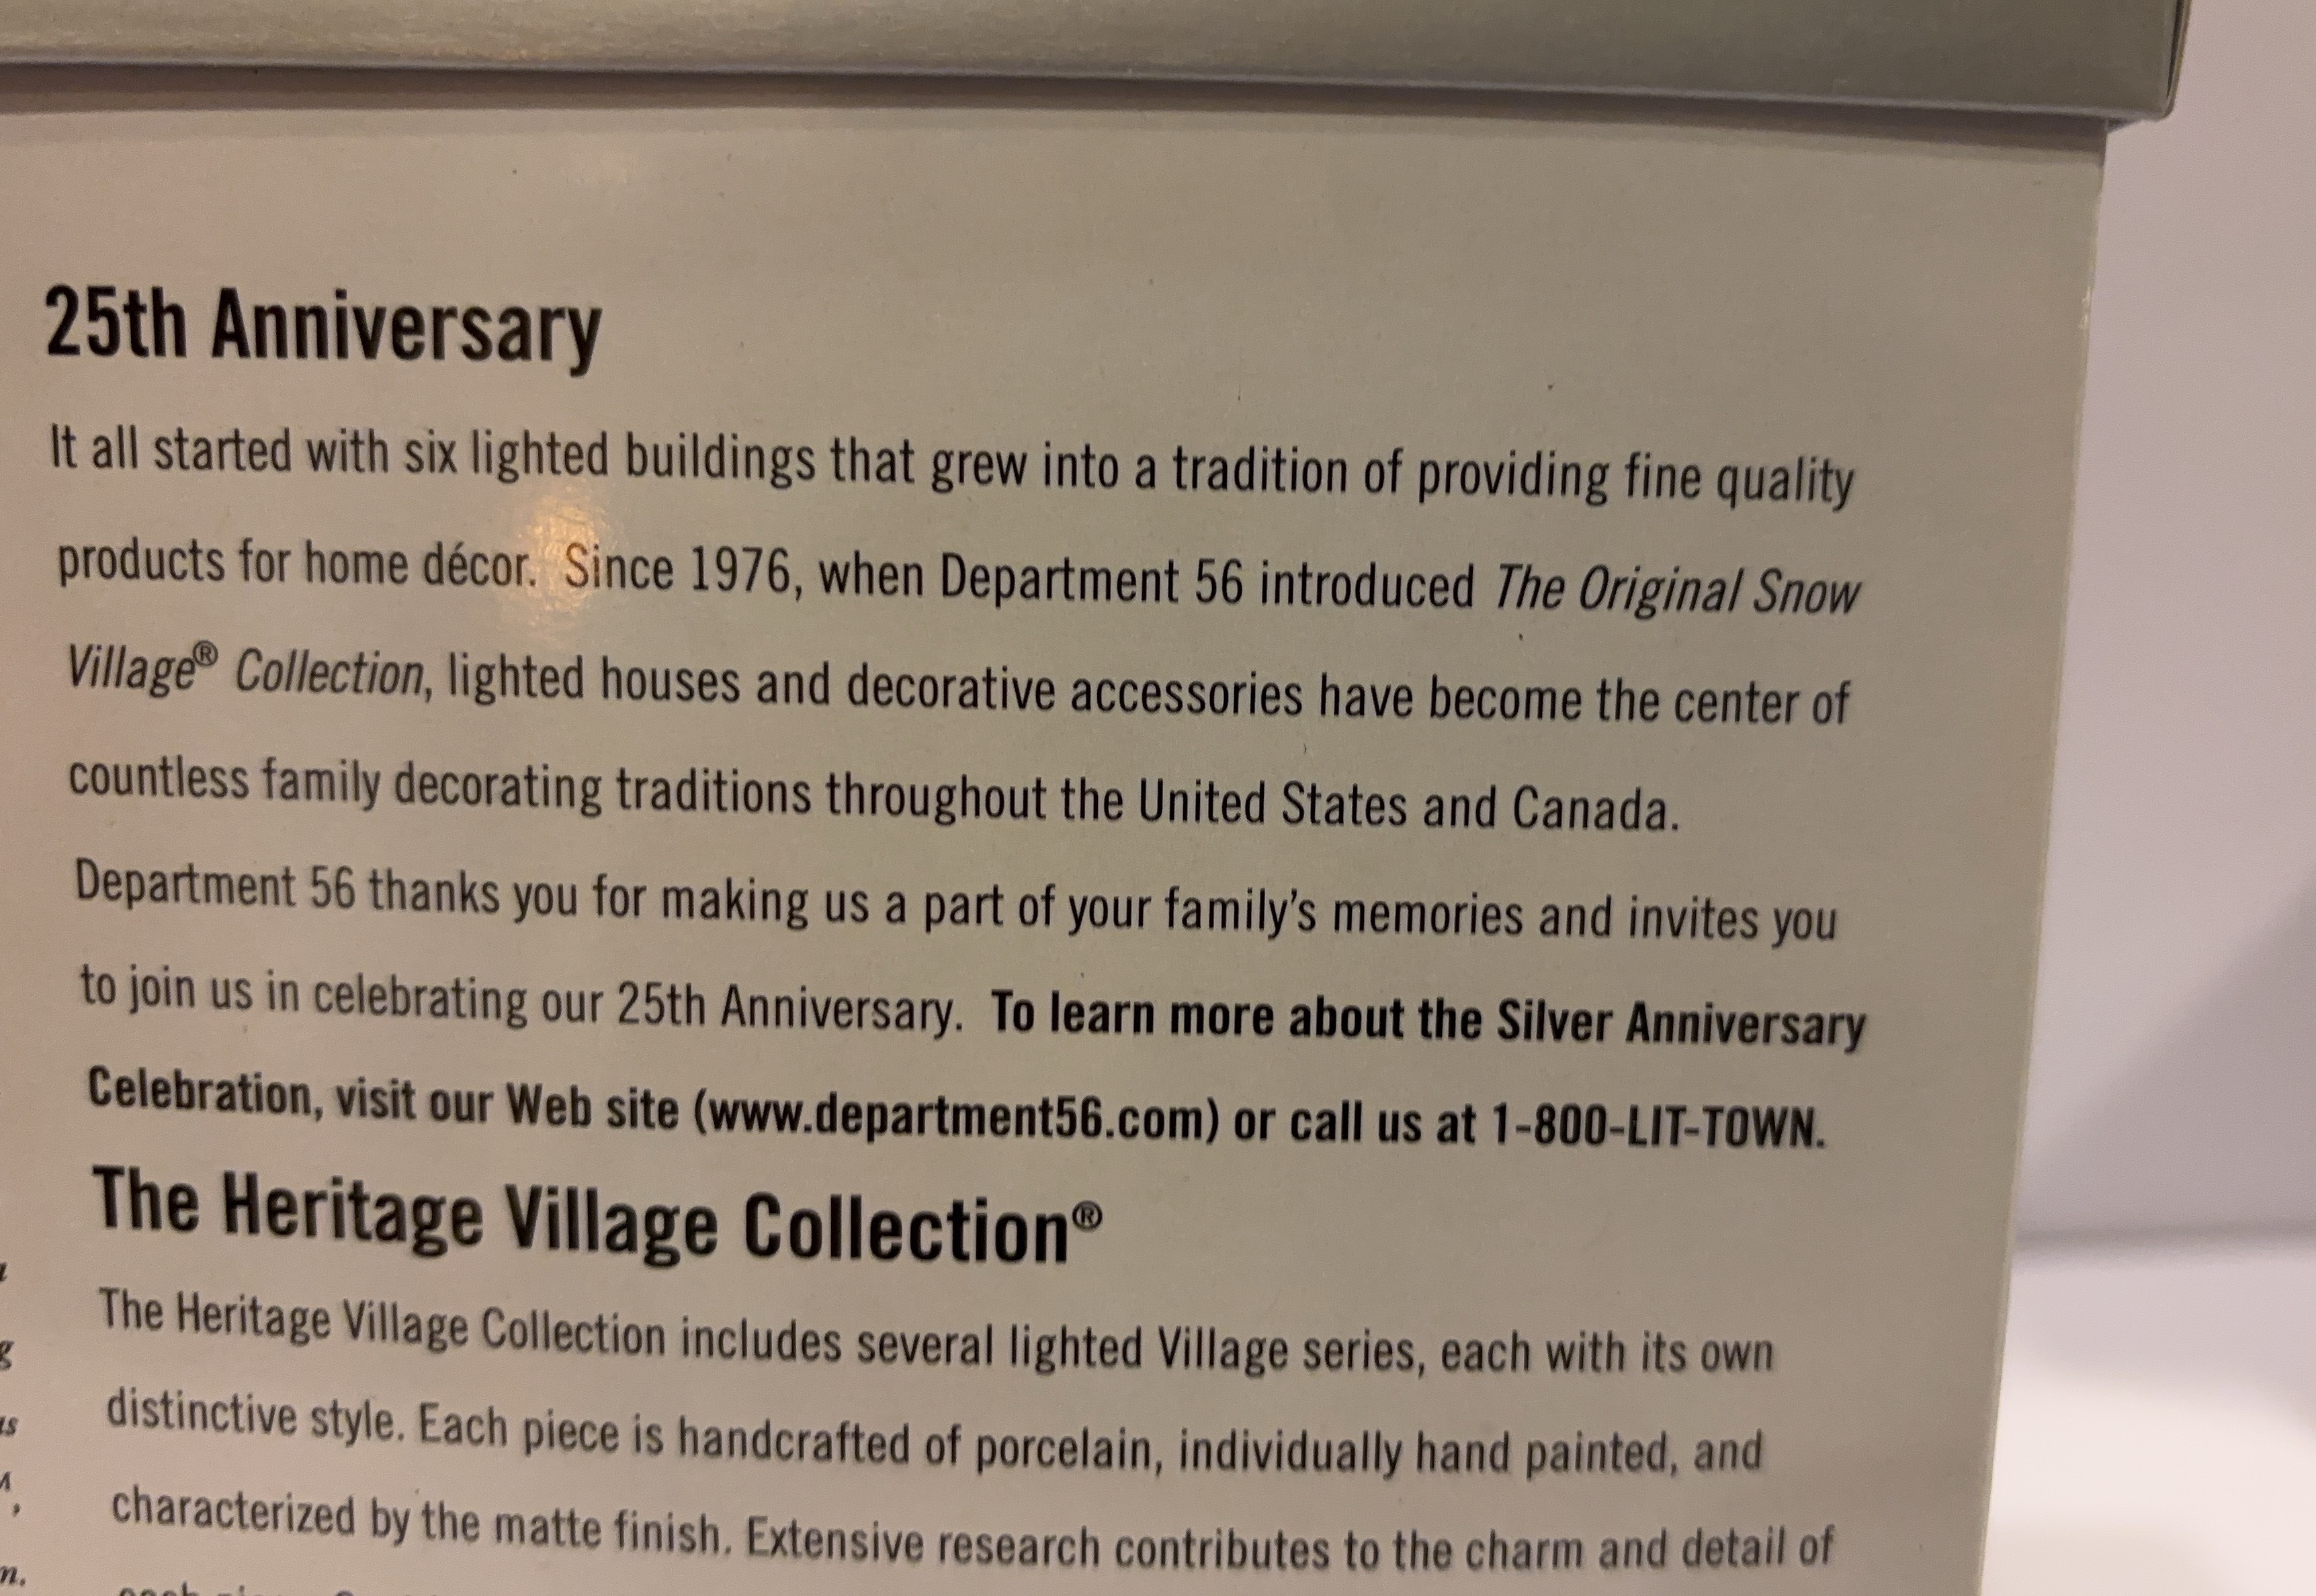 25th Anniversary
It all started with six lighted buildings that grew into a tradition of providing fine quality
products for home décor. Since 1976, when Department 56 introduced The Original Snow
Village® Collection, lighted houses and decorative accessories have become the center of
countless family decorating traditions throughout the United States and Canada.
Department 56 thanks you for making us a part of your family's memories and invites you
to join us in celebrating our 25th Anniversary. To learn more about the Silver Anniversary
Celebration, visit our Web site (www.department56.com) or call us at 1-800-LIT-TOWN.
The Heritage Village Collection®
The Heritage Village Collection includes several lighted Village series, each with its own
distinctive style. Each piece is handcrafted of porcelain, individually hand painted, and
characterized by the matte finish. Extensive research contributes to the charm and detail of